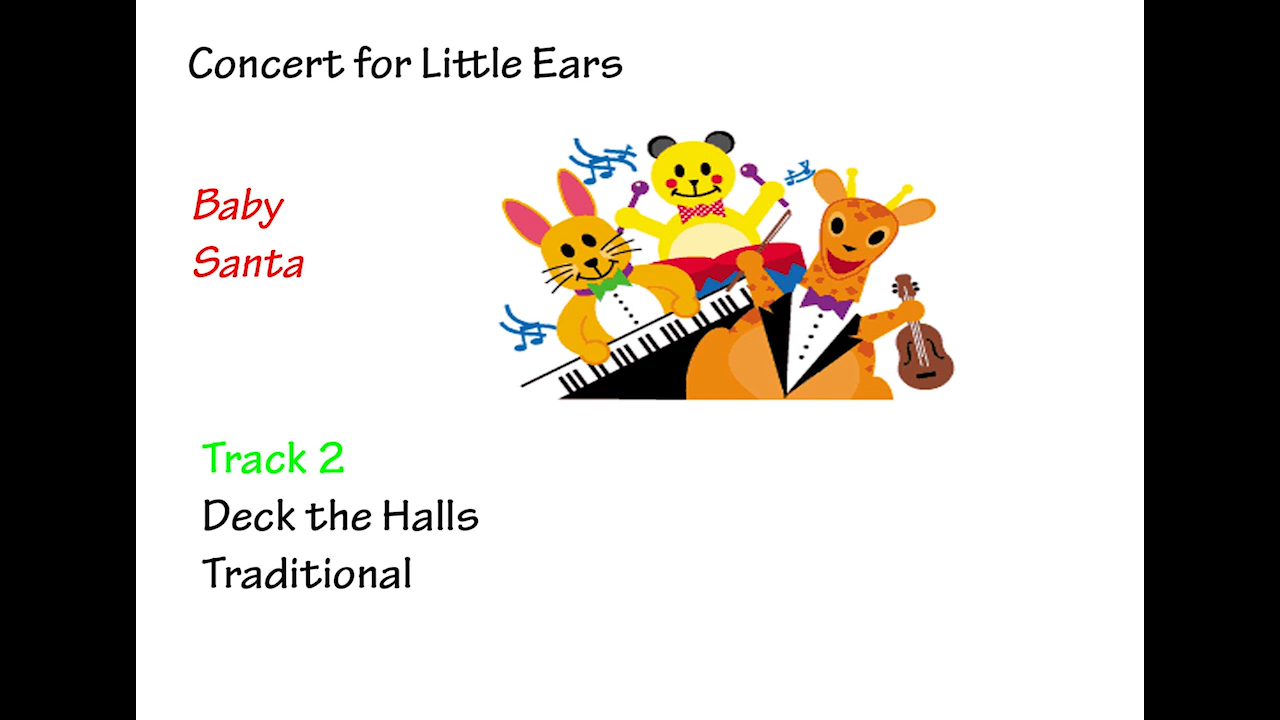 Concert for Little Ears
Baby
Santa
Track 2
Deck the Halls
Traditional